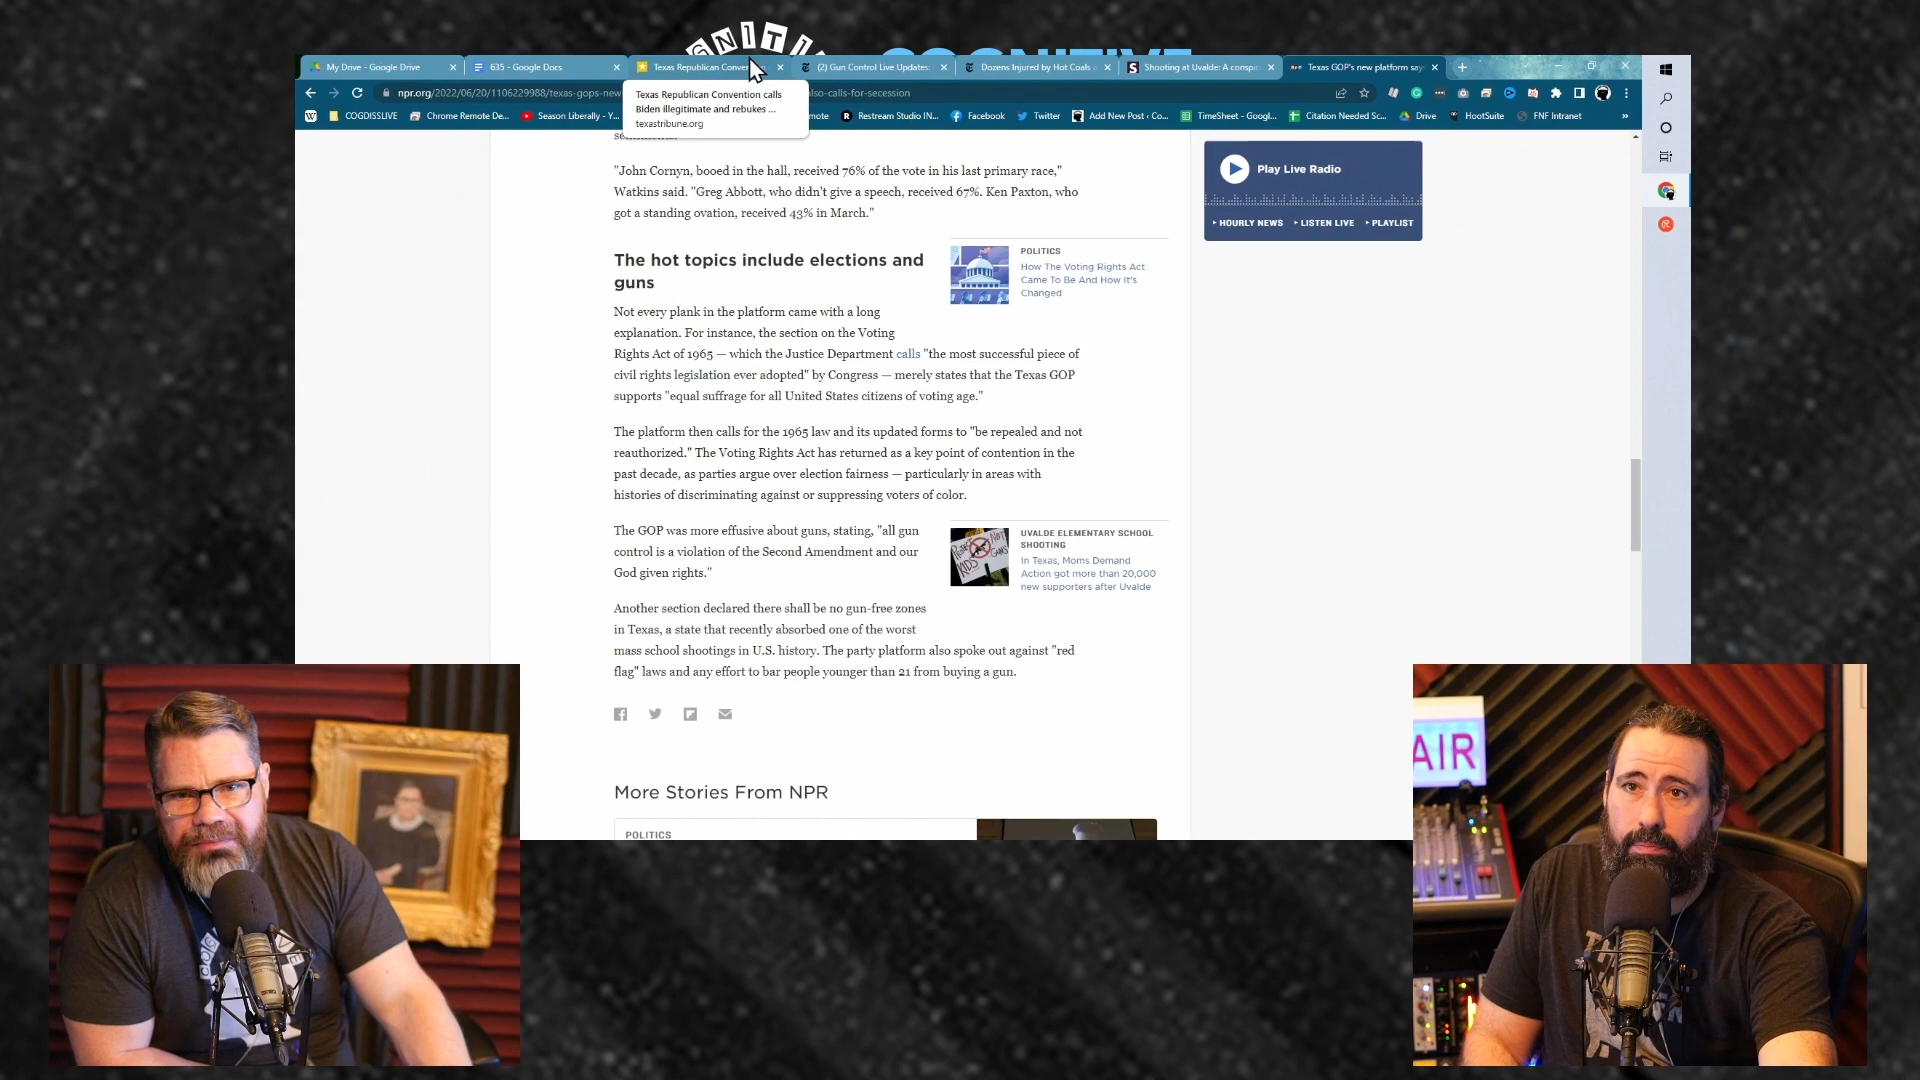 IGNITI
COGNITIVE
My Drive - Google Drive
635 - Google Docs
Texas Republican Conven
(2) Gun Control Live Updates:
Dozens Injured by Hot Coals a
Shooting at Uvalde: A conspi
Texas GOP's new platform say
npr.org/2022/06/20/1106229988/texas-gops-new
also-calls-for-secession
Texas Republican Convention calls
Biden illegitimate and rebukes ...
texastribune.org
COGDISSLIVE
Chrome Remote De...
Season Liberally - Y...
mote
Restream Studio IN...
Facebook
Twitter
Add New Post ‹ Co...
TimeSheet - Googl...
Citation Needed Sc...
Drive
HootSuite
FNF Intranet
"John Cornyn, booed in the hall, received 76% of the vote in his last primary race,"
Watkins said. "Greg Abbott, who didn't give a speech, received 67%. Ken Paxton, who
got a standing ovation, received 43% in March."
The hot topics include elections and
guns
Not every plank in the platform came with a long
explanation. For instance, the section on the Voting
Rights Act of 1965 — which the Justice Department calls "the most successful piece of
civil rights legislation ever adopted" by Congress — merely states that the Texas GOP
supports "equal suffrage for all United States citizens of voting age."
The platform then calls for the 1965 law and its updated forms to "be repealed and not
reauthorized." The Voting Rights Act has returned as a key point of contention in the
past decade, as parties argue over election fairness — particularly in areas with
histories of discriminating against or suppressing voters of color.
The GOP was more effusive about guns, stating, "all gun
control is a violation of the Second Amendment and our
God given rights."
Another section declared there shall be no gun-free zones
in Texas, a state that recently absorbed one of the worst
mass school shootings in U.S. history. The party platform also spoke out against "red
flag" laws and any effort to bar people younger than 21 from buying a gun.
POLITICS
How The Voting Rights Act
Came To Be And How It's
Changed
UVALDE ELEMENTARY SCHOOL
SHOOTING
In Texas, Moms Demand
Action got more than 20,000
new supporters after Uvalde
PROTECT
KIDS
NOT
GUNS
Play Live Radio
HOURLY NEWS
LISTEN LIVE
PLAYLIST
More Stories From NPR
POLITICS
AIR